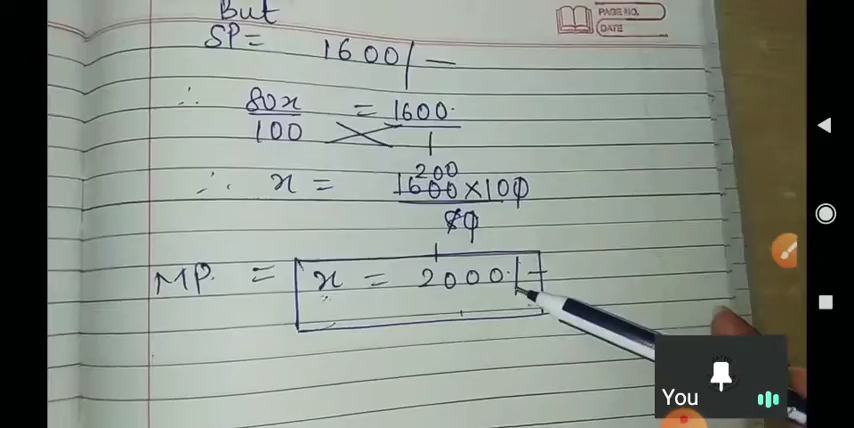 But
PAGE NO.
DATE
SP = 1600/-
∴ 80x/100 = 1600/1
∴ x = 200 1600 × 100 / 80
MP. = x = 2000/-
You